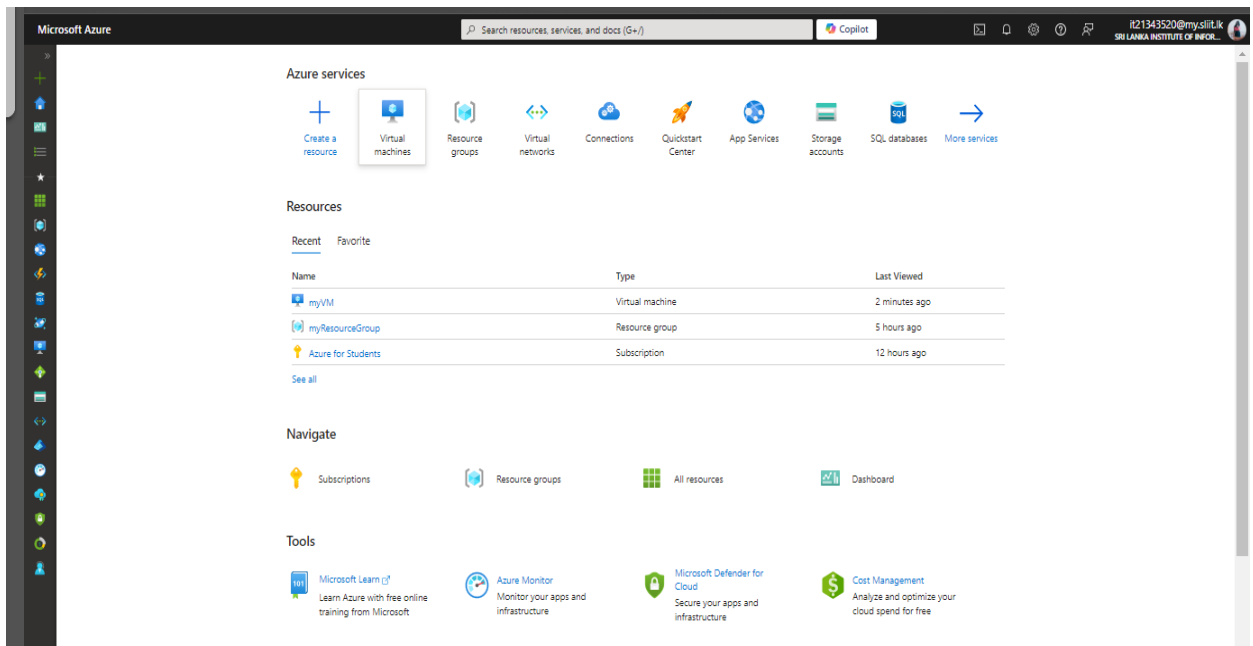 Microsoft Azure
Search resources, services, and docs (G+/)
Copilot
it21343520@my.sliit.lk
SRI LANKA INSTITUTE OF INFOR...
Azure services
Create a
resource
Virtual
machines
Resource
groups
Virtual
networks
Connections
Quickstart
Center
App Services
Storage
accounts
SQL
SQL databases
More services
Resources
Recent Favorite
Name Type Last Viewed
myVM Virtual machine 2 minutes ago
myResourceGroup Resource group 5 hours ago
Azure for Students Subscription 12 hours ago
See all
Navigate
Subscriptions Resource groups All resources Dashboard
Tools
101
Microsoft Learn
Learn Azure with free online
training from Microsoft
Azure Monitor
Monitor your apps and
infrastructure
Microsoft Defender for
Cloud
Secure your apps and
infrastructure
Cost Management
Analyze and optimize your
cloud spend for free